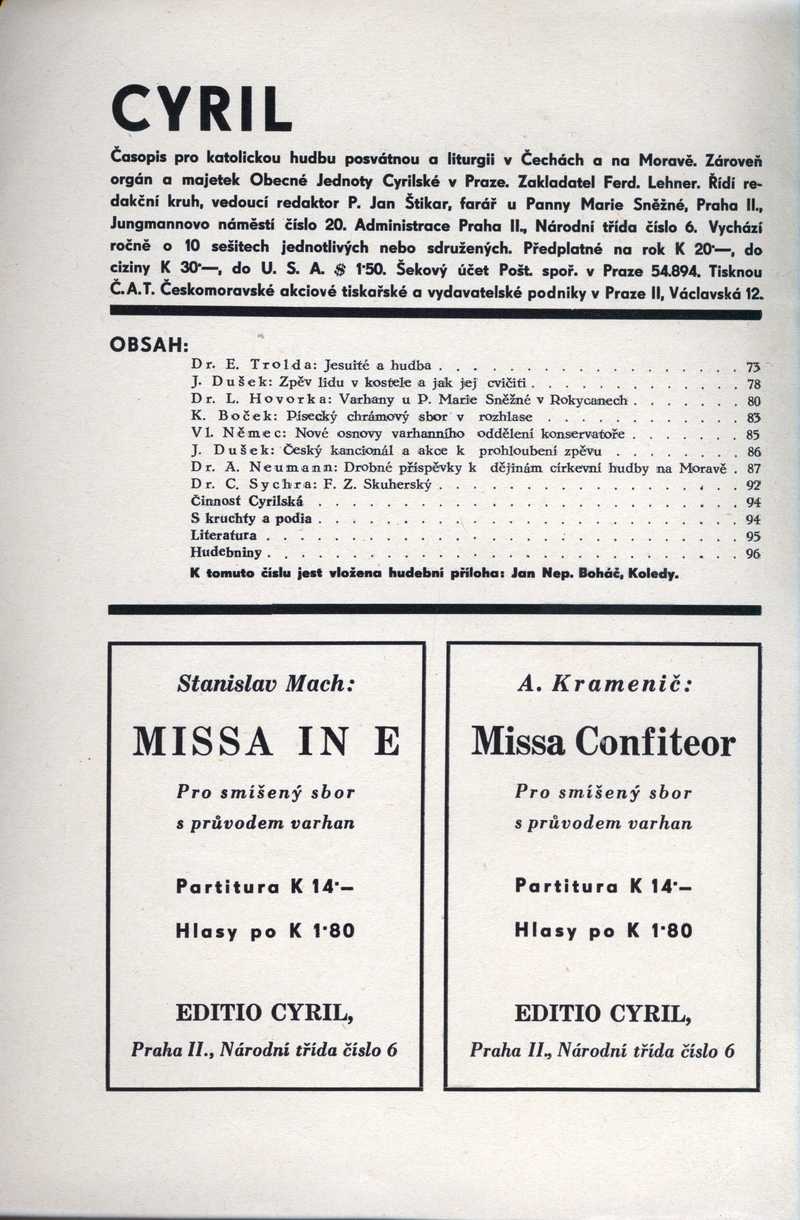 CYRIL
Časopis pro katolickou hudbu posvátnou a liturgii v Čechách a na Moravě. Zároveň
orgán a majetek Obecné Jednoty Cyrilské v Praze. Zakladatel Ferd. Lehner. Řídí re-
dakční kruh, vedoucí redaktor P. Jan Štikar, farář u Panny Marie Sněžné, Praha II.,
Jungmannovo náměstí číslo 20. Administrace Praha II., Národní třída číslo 6. Vychází
ročně o 10 sešitech jednotlivých nebo sdružených. Předplatné na rok K 20·—, do
ciziny K 30·—, do U. S. A. $ 1·50. Šekový účet Pošt. spoř. v Praze 54.894. Tisknou
Č.A.T. Českomoravské akciové tiskařské a vydavatelské podniky v Praze II, Václavská 12.
OBSAH:
Dr. E. Trolda: Jesuité a hudba . . . . . . . . . . . . . . . . . 73
J. Dušek: Zpěv lidu v kostele a jak jej cvičiti . . . . . . . . . . . . 78
Dr. L. Hovorka: Varhany u P. Marie Sněžné v Rokycanech . . . . . . 80
K. Boček: Písecký chrámový sbor v rozhlase . . . . . . . . . . . 83
Vl. Němec: Nové osnovy varhanního oddělení konservatoře . . . . . . 85
J. Dušek: Český kancionál a akce k prohloubení zpěvu . . . . . . . 86
Dr. A. Neumann: Drobné příspěvky k dějinám církevní hudby na Moravě . 87
Dr. C. Sychra: F. Z. Skuherský . . . . . . . . . . . . . . . . . 92
Činnost Cyrilská . . . . . . . . . . . . . . . . . . . . . . . . 94
S kruchty a podia . . . . . . . . . . . . . . . . . . . . . . . . 94
Literatura . . . . . . . . . . . . . . . . . . . . . . . . . . . 95
Hudebniny . . . . . . . . . . . . . . . . . . . . . . . . . . . 96
K tomuto číslu jest vložena hudební příloha: Jan Nep. Boháč, Koledy.
Stanislav Mach:
MISSA IN E
Pro smíšený sbor
s průvodem varhan
Partitura K 14·—
Hlasy po K 1·80
EDITIO CYRIL,
Praha II., Národní třída číslo 6
A. Kramenič:
Missa Confiteor
Pro smíšený sbor
s průvodem varhan
Partitura K 14·—
Hlasy po K 1·80
EDITIO CYRIL,
Praha II., Národní třída číslo 6